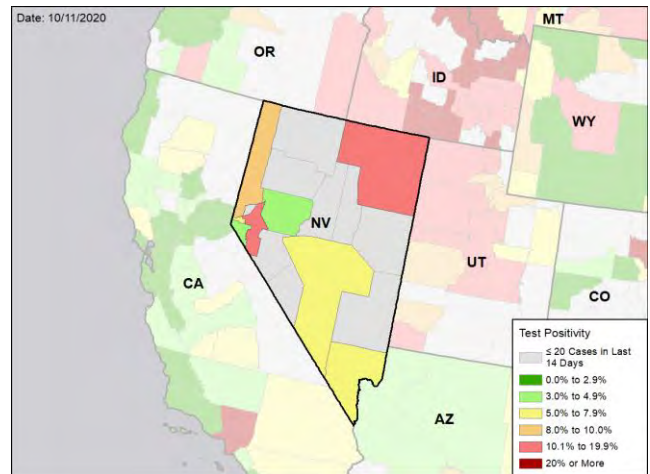 Date: 10/11/2020
MT
OR
ID
WY
NV
UT
CA
CO
AZ
Test Positivity
≤ 20 Cases in Last
14 Days
0.0% to 2.9%
3.0% to 4.9%
5.0% to 7.9%
8.0% to 10.0%
10.1% to 19.9%
20% or More